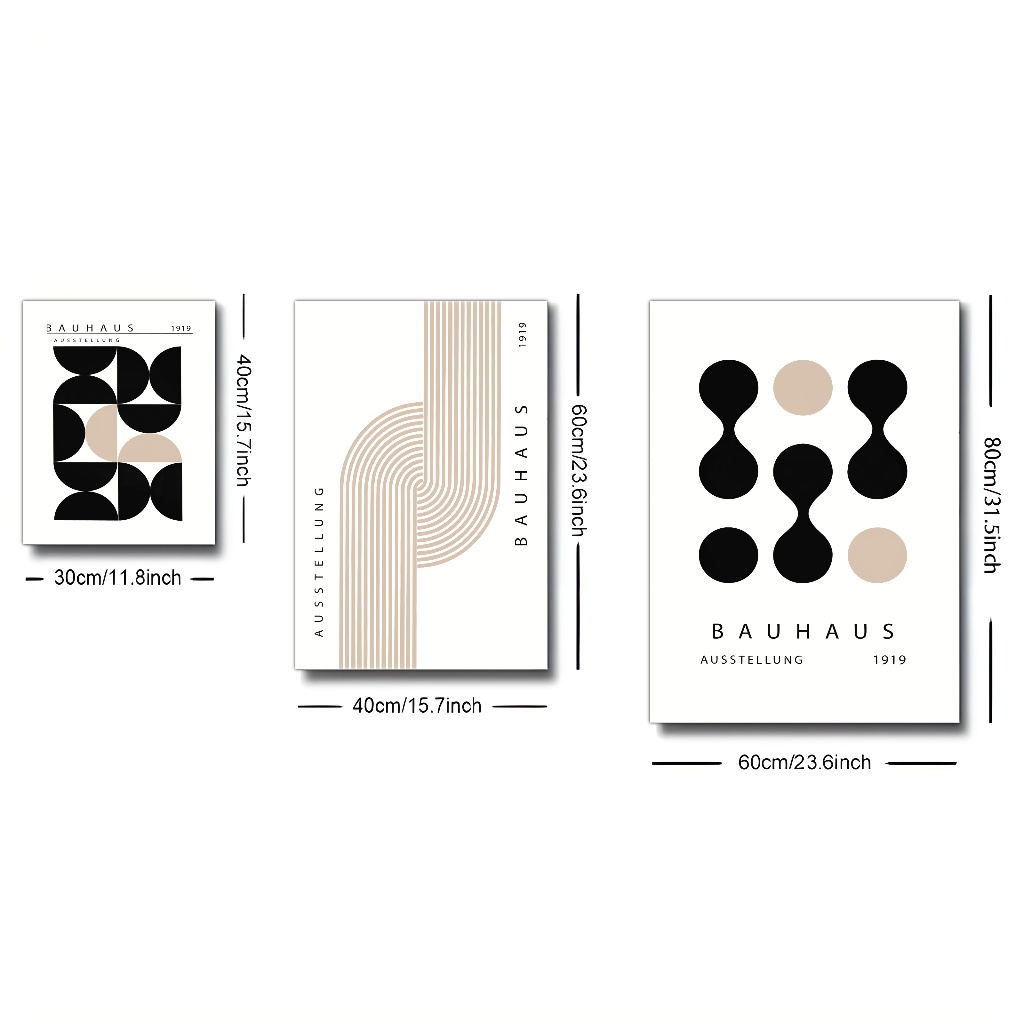 BAUHAUS 1919
AUSSTELLUNG
40cm/15.7inch
30cm/11.8inch
AUSSTELLUNG
BAUHAUS 1919
60cm/23.6inch
40cm/15.7inch
BAUHAUS
AUSSTELLUNG 1919
80cm/31.5inch
60cm/23.6inch